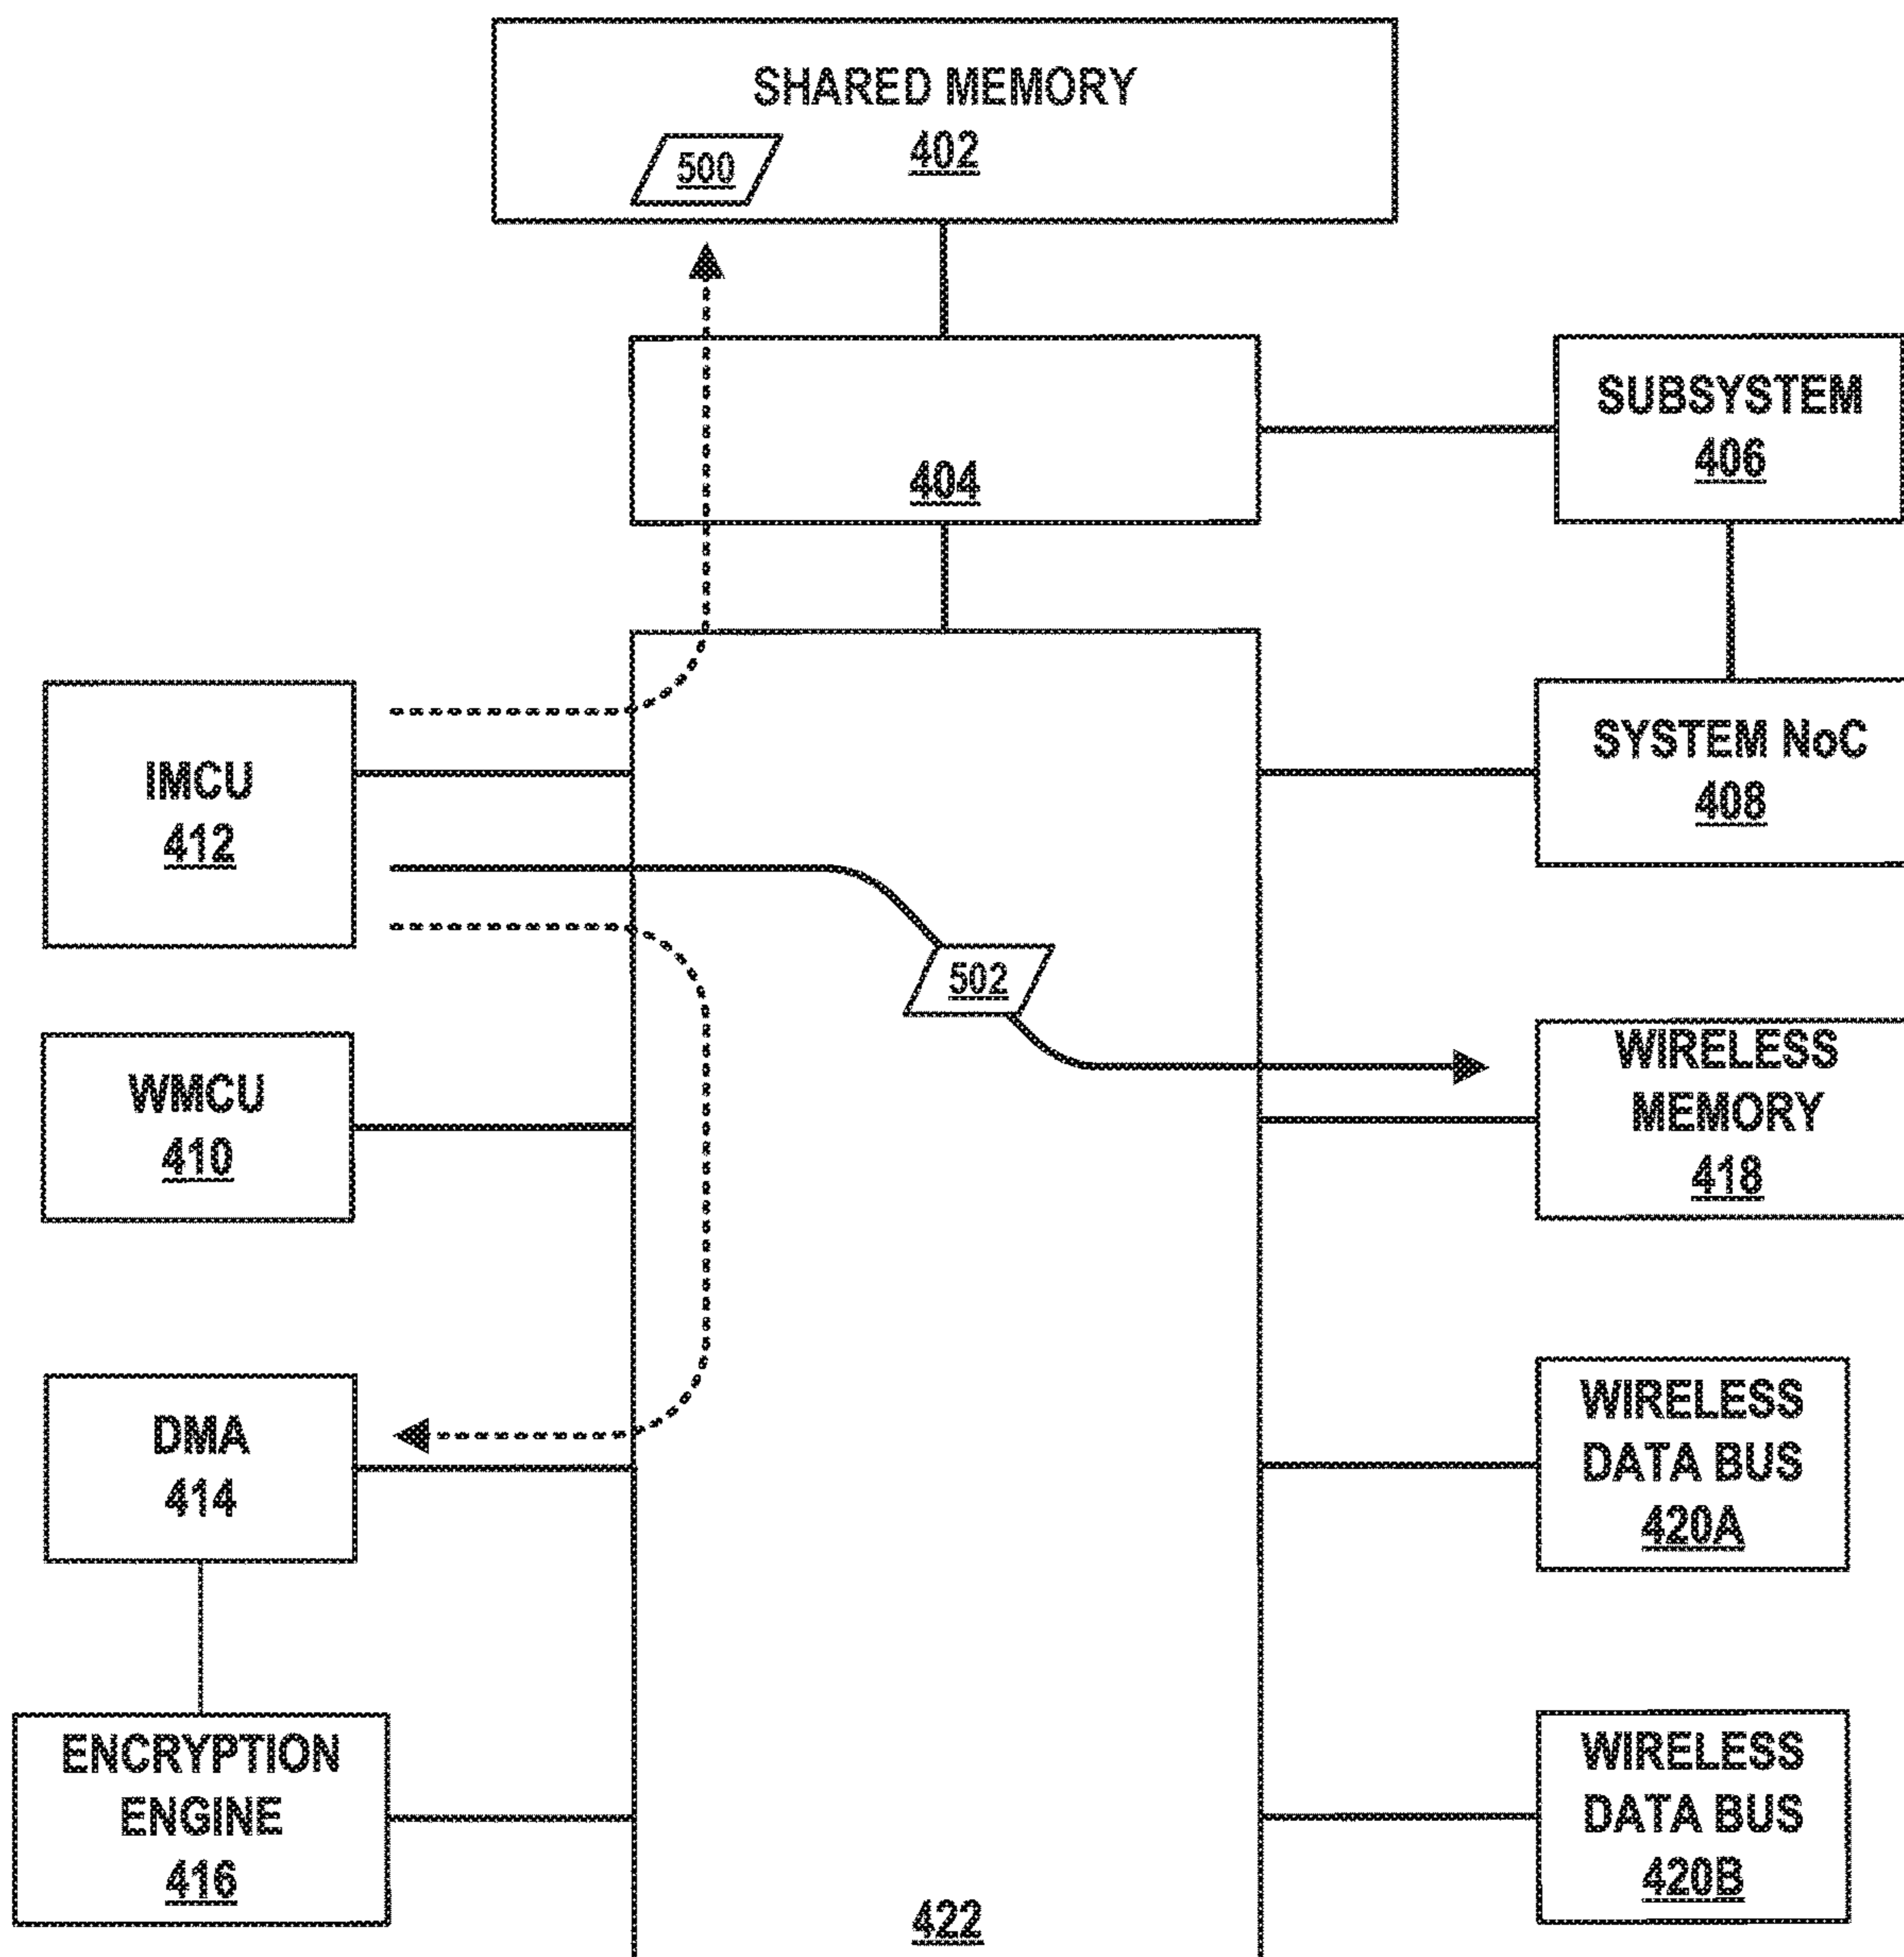 SHARED MEMORY
402
500
404
SUBSYSTEM
406
IMCU
412
SYSTEM NoC
408
502
WMCU
410
WIRELESS
MEMORY
418
DMA
414
WIRELESS
DATA BUS
420A
ENCRYPTION
ENGINE
416
WIRELESS
DATA BUS
420B
422